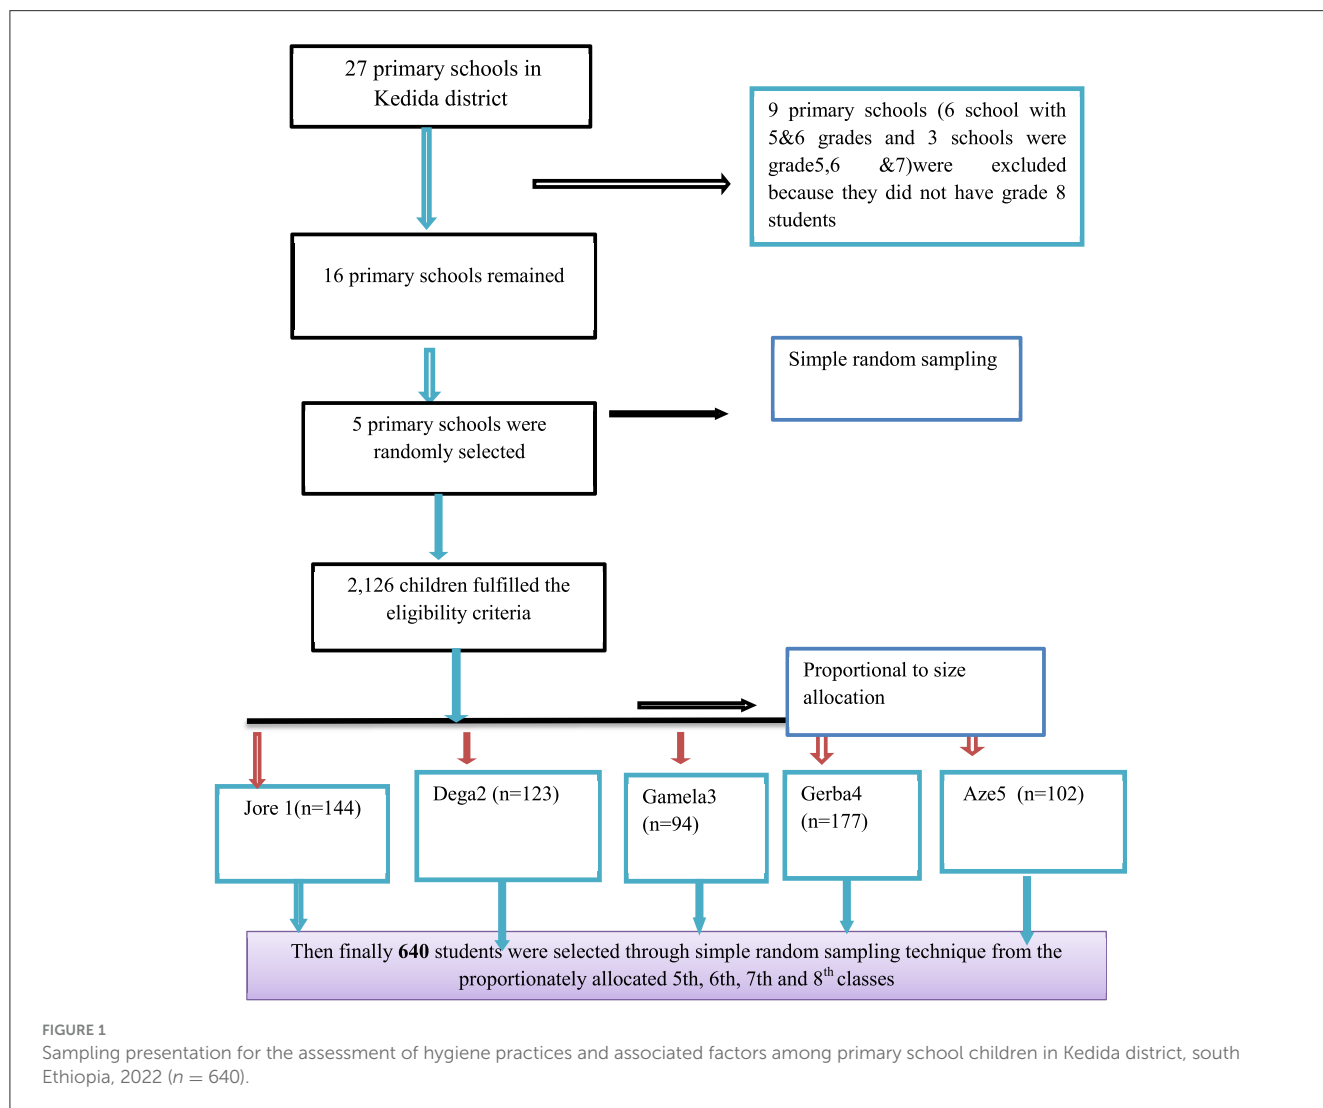 27 primary schools in
Kedida district
9 primary schools (6 school with
5&6 grades and 3 schools were
grade5,6 &7)were excluded
because they did not have grade 8
students
16 primary schools remained
Simple random sampling
5 primary schools were
randomly selected
2,126 children fulfilled the
eligibility criteria
Proportional to size
allocation
Jore 1(n=144)
Dega2 (n=123)
Gamela3
(n=94)
Gerba4
(n=177)
Aze5 (n=102)
Then finally 640 students were selected through simple random sampling technique from the
proportionately allocated 5th, 6th, 7th and 8th classes
FIGURE 1
Sampling presentation for the assessment of hygiene practices and associated factors among primary school children in Kedida district, south
Ethiopia, 2022 (n = 640).